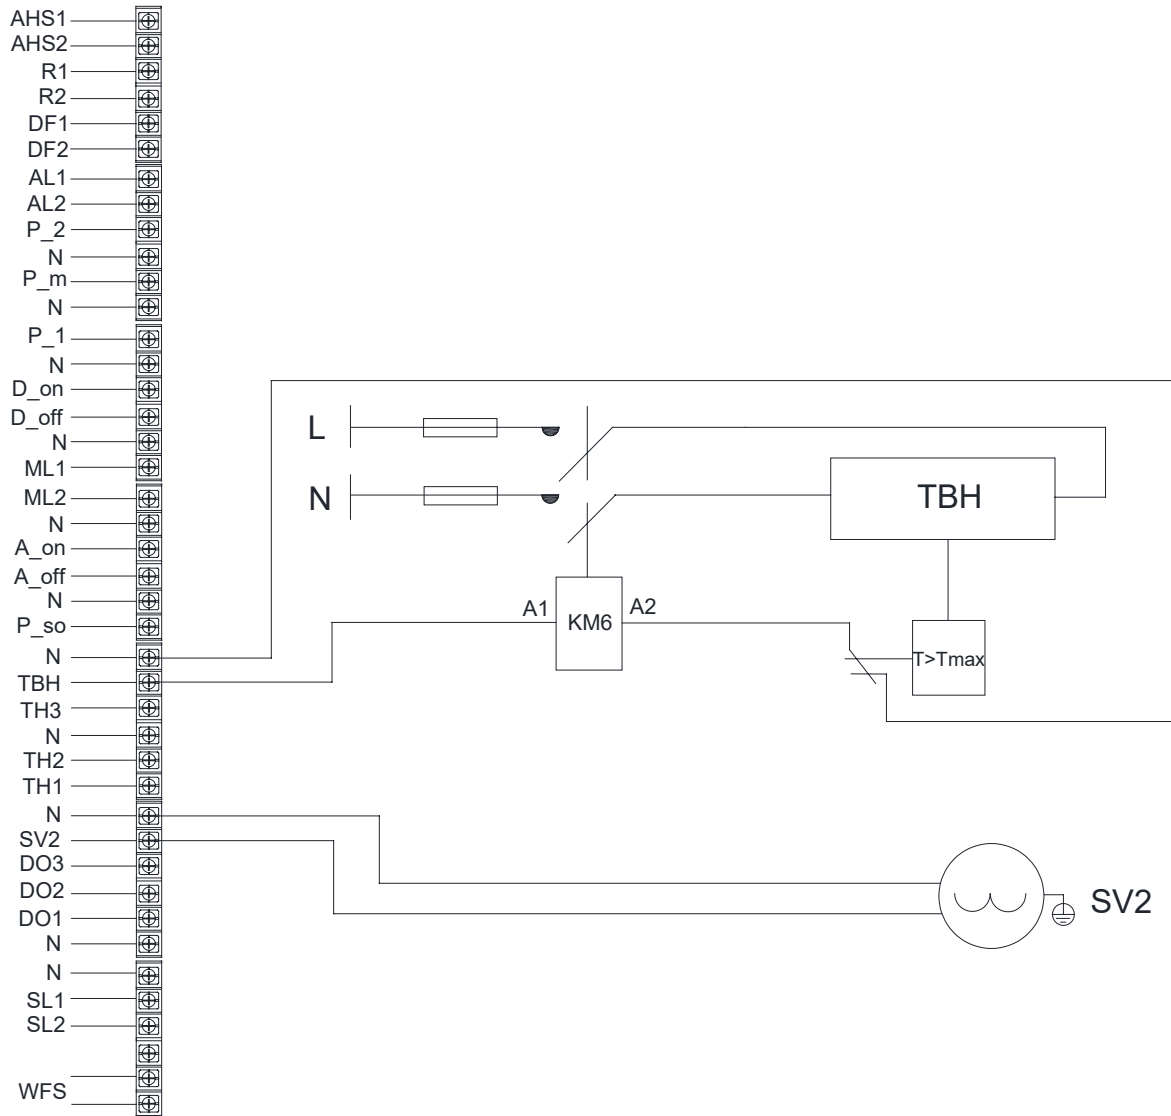 AHS1
AHS2
R1
R2
DF1
DF2
AL1
AL2
P_2
N
P_m
N
P_1
N
D_on
D_off
N
ML1
ML2
N
A_on
A_off
N
P_so
N
TBH
TH3
N
TH2
TH1
N
SV2
DO3
DO2
DO1
N
N
SL1
SL2
WFS
L
N
TBH
A1
KM6
A2
T>Tmax
SV2